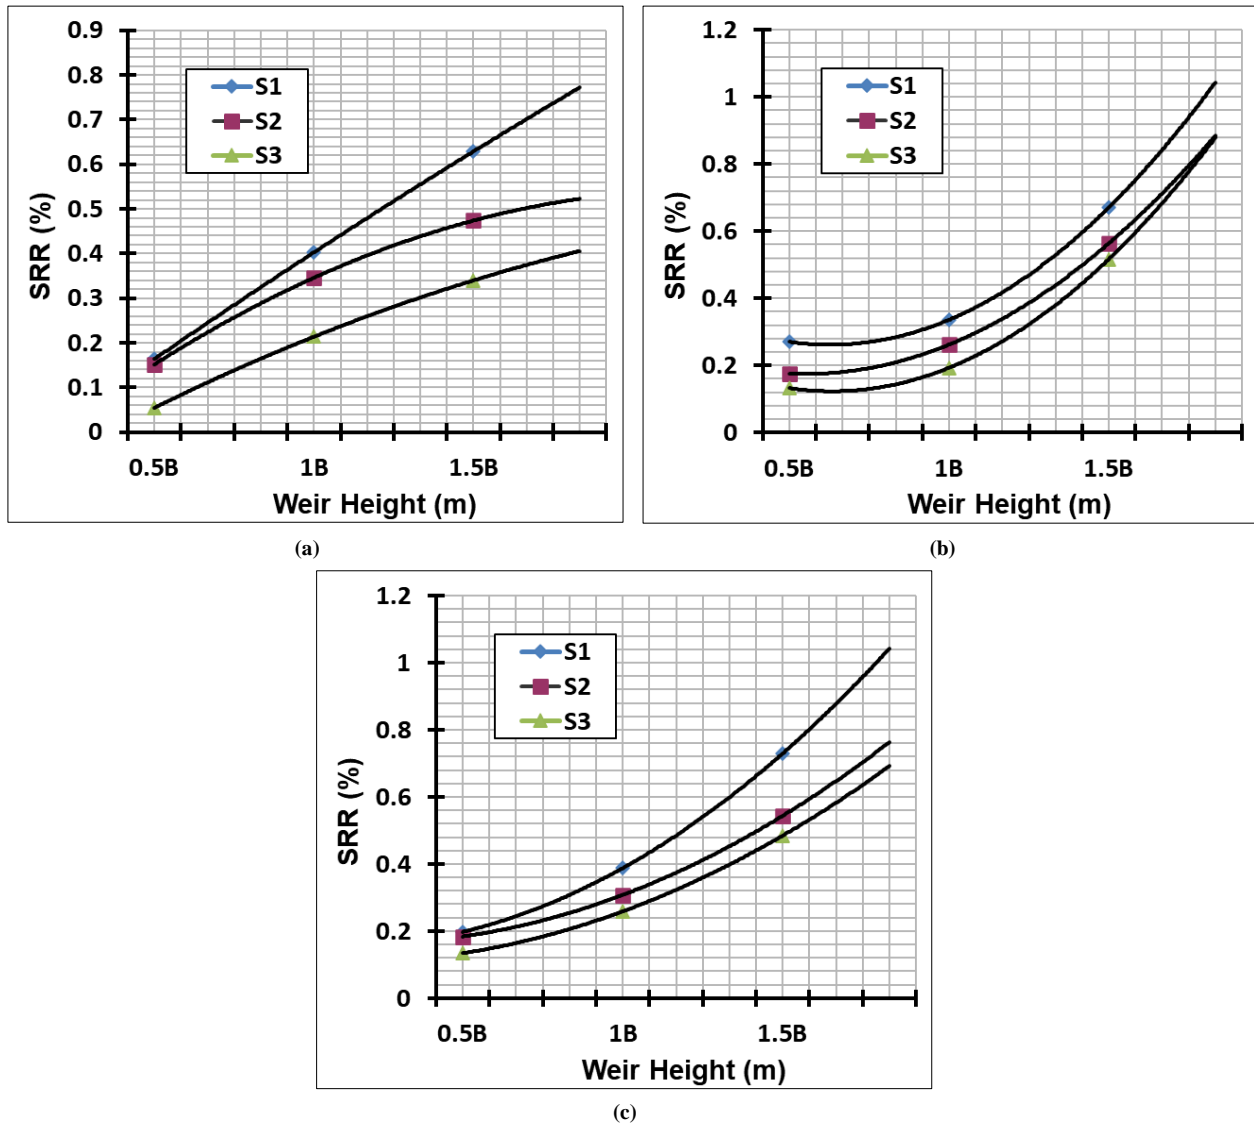 0.9
0.8
0.7
0.6
0.5
0.4
0.3
0.2
0.1
0
SRR (%)
S1
S2
S3
0.5B 1B 1.5B
Weir Height (m)
(a)
1.2
1
0.8
0.6
0.4
0.2
0
SRR (%)
S1
S2
S3
0.5B 1B 1.5B
Weir Height (m)
(b)
1.2
1
0.8
0.6
0.4
0.2
0
SRR (%)
S1
S2
S3
0.5B 1B 1.5B
Weir Height (m)
(c)